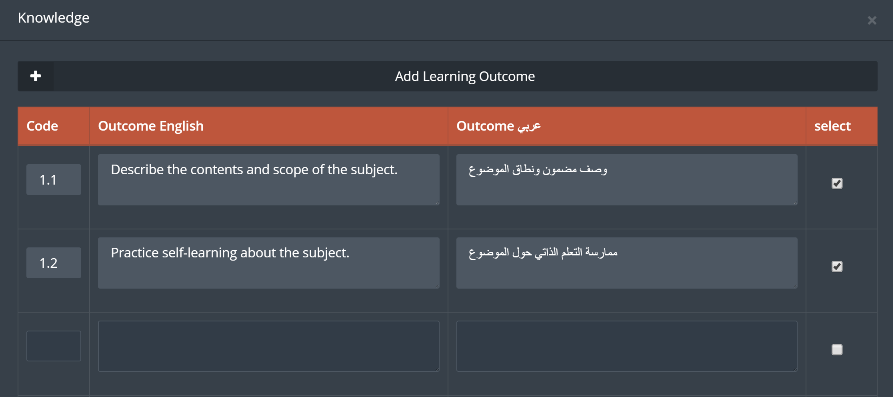 Knowledge
×
+ Add Learning Outcome
Code Outcome English Outcome عربي select
1.1 Describe the contents and scope of the subject. وصف مضمون ونطاق الموضوع
1.2 Practice self-learning about the subject. ممارسة التعلم الذاتي حول الموضوع